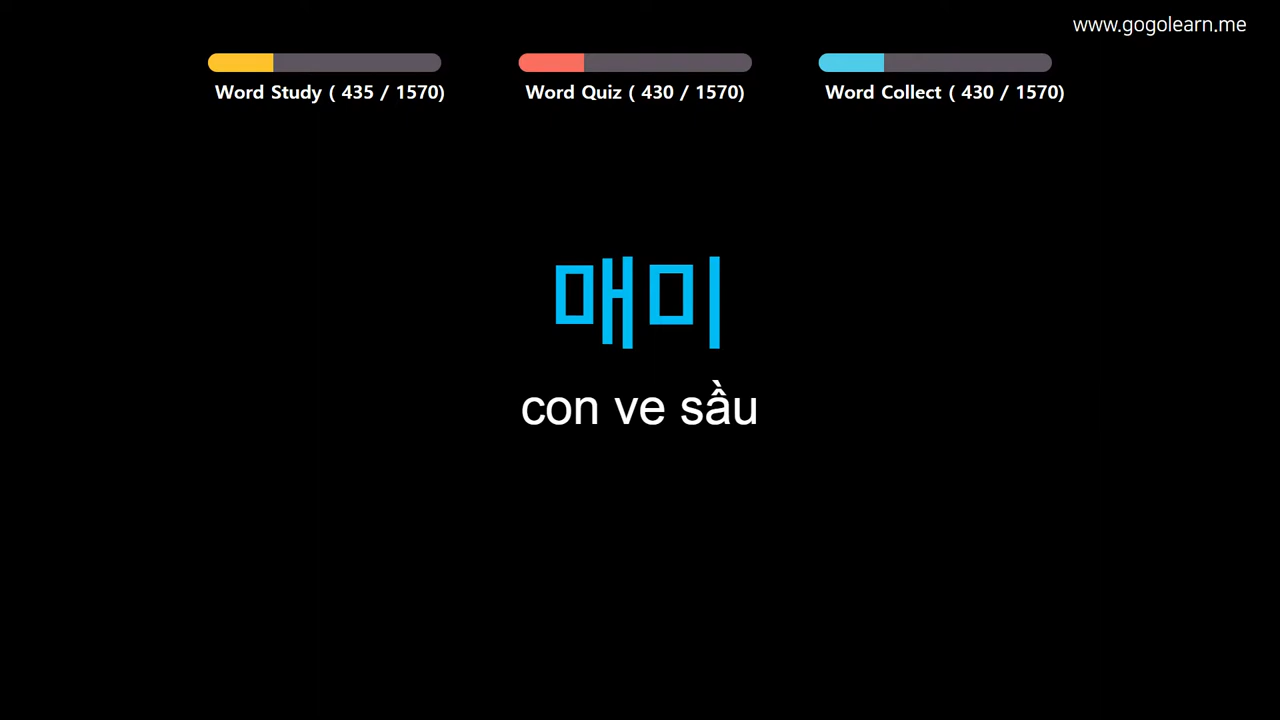 www.gogolearn.me
Word Study ( 435 / 1570)
Word Quiz ( 430 / 1570)
Word Collect ( 430 / 1570)
매미
con ve sầu